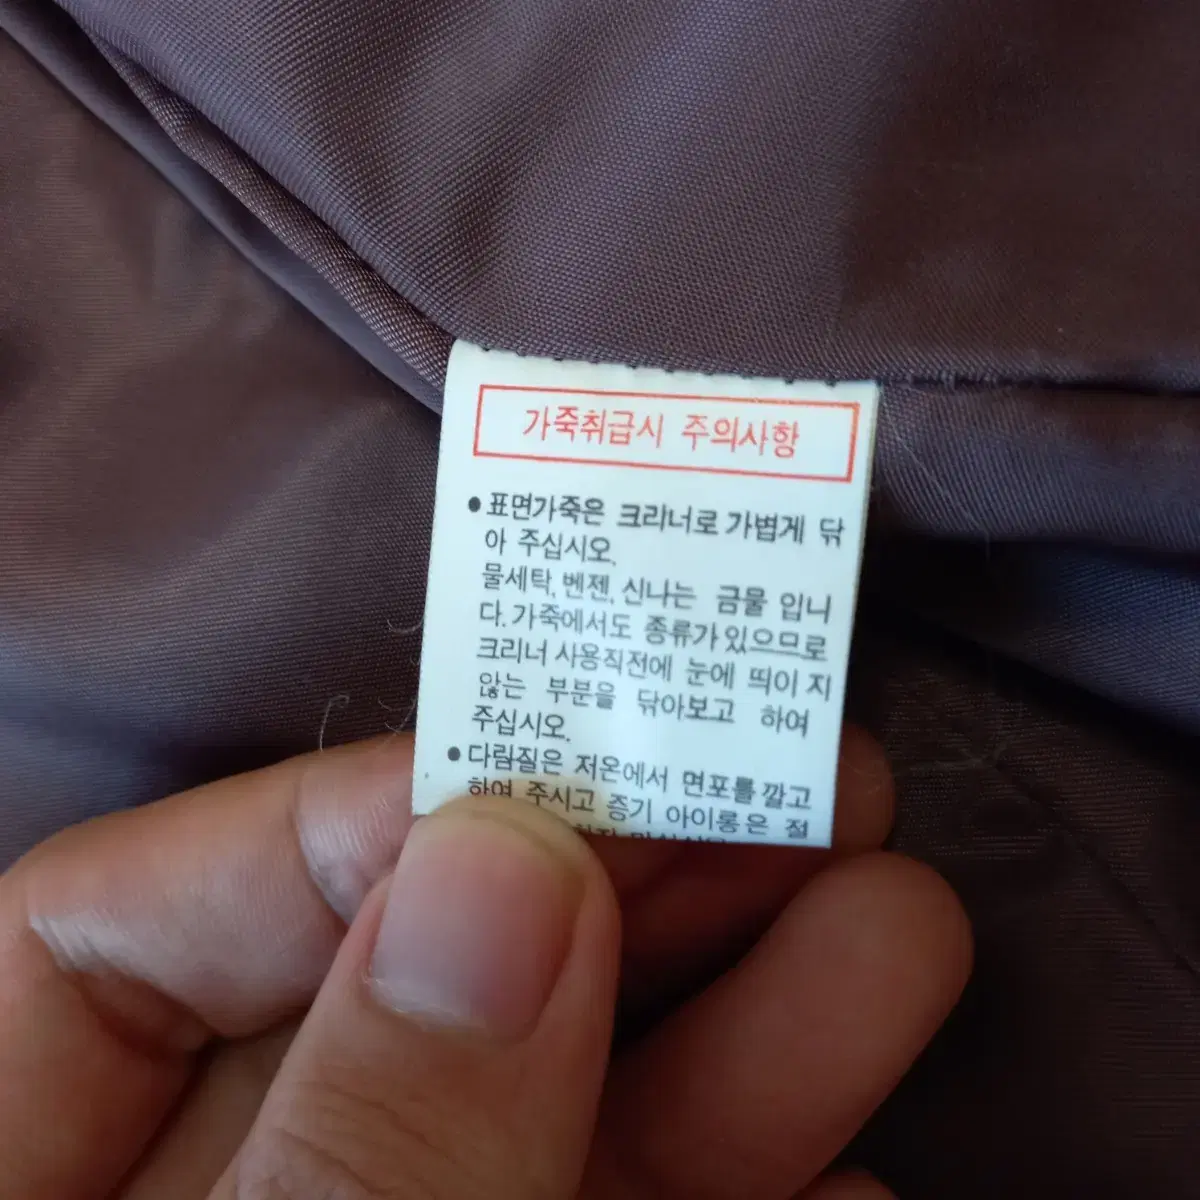 가죽취급시 주의사항
● 표면가죽은 크리너로 가볍게 닦
아 주십시오.
물세탁, 벤젠, 신나는 금물 입니
다. 가죽에서도 종류가 있으므로
크리너 사용직전에 눈에 띄이지
않는 부분을 닦아보고 하여
주십시오.
● 다림질은 저온에서 면포를 깔고
하여 주시고 증기 아이롱은 절